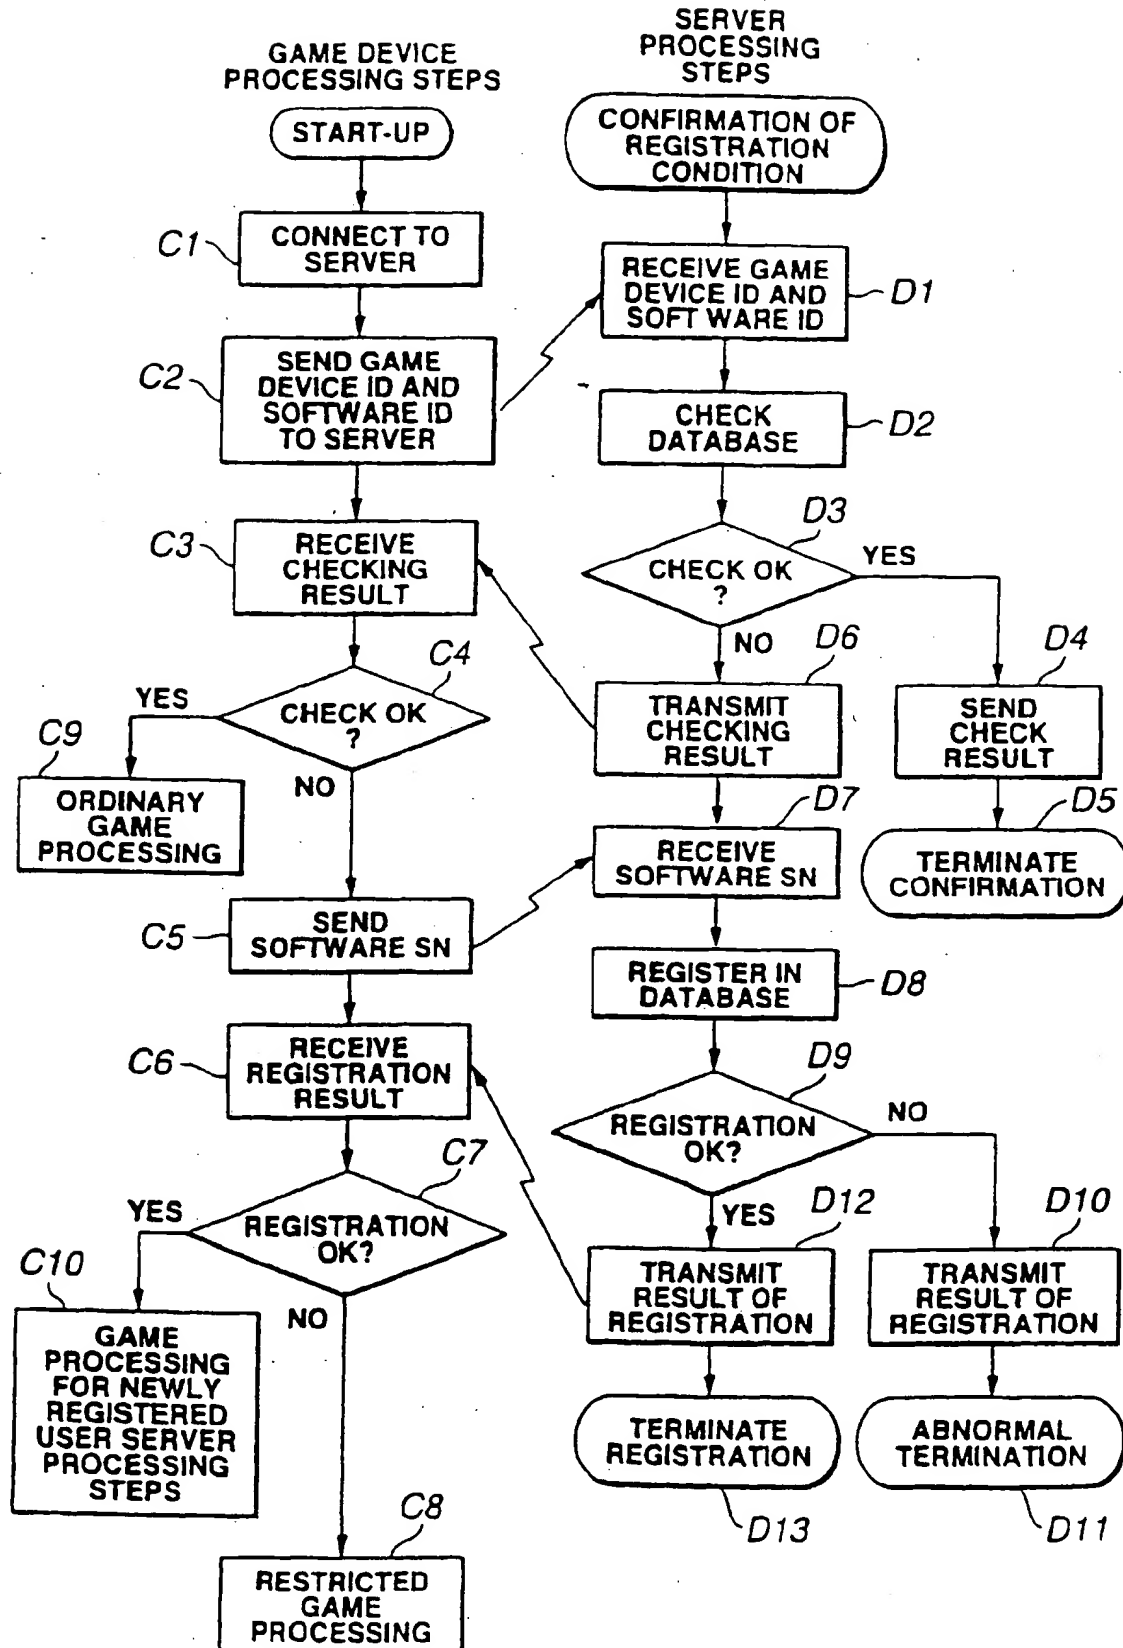 GAME DEVICE
PROCESSING STEPS
START-UP
C1
CONNECT TO
SERVER
C2
SEND GAME
DEVICE ID AND
SOFTWARE ID
TO SERVER
C3
RECEIVE
CHECKING
RESULT
C4
CHECK OK
?
YES
NO
C9
ORDINARY
GAME
PROCESSING
C5
SEND
SOFTWARE SN
C6
RECEIVE
REGISTRATION
RESULT
C7
REGISTRATION
OK?
YES
NO
C10
GAME
PROCESSING
FOR NEWLY
REGISTERED
USER SERVER
PROCESSING
STEPS
C8
RESTRICTED
GAME
PROCESSING
SERVER
PROCESSING
STEPS
CONFIRMATION OF
REGISTRATION
CONDITION
RECEIVE GAME
DEVICE ID AND
SOFT WARE ID
D1
CHECK
DATABASE
D2
D3
CHECK OK
?
YES
NO
D6
TRANSMIT
CHECKING
RESULT
D4
SEND
CHECK
RESULT
D5
TERMINATE
CONFIRMATION
D7
RECEIVE
SOFTWARE SN
REGISTER IN
DATABASE
D8
D9
REGISTRATION
OK?
NO
YES
D12
TRANSMIT
RESULT OF
REGISTRATION
D10
TRANSMIT
RESULT OF
REGISTRATION
TERMINATE
REGISTRATION
D13
ABNORMAL
TERMINATION
D11